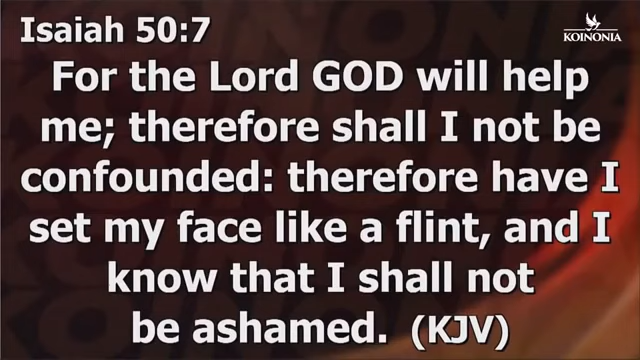 Isaiah 50:7
KOINONIA
For the Lord GOD will help
me; therefore shall I not be
confounded: therefore have I
set my face like a flint, and I
know that I shall not
be ashamed. (KJV)